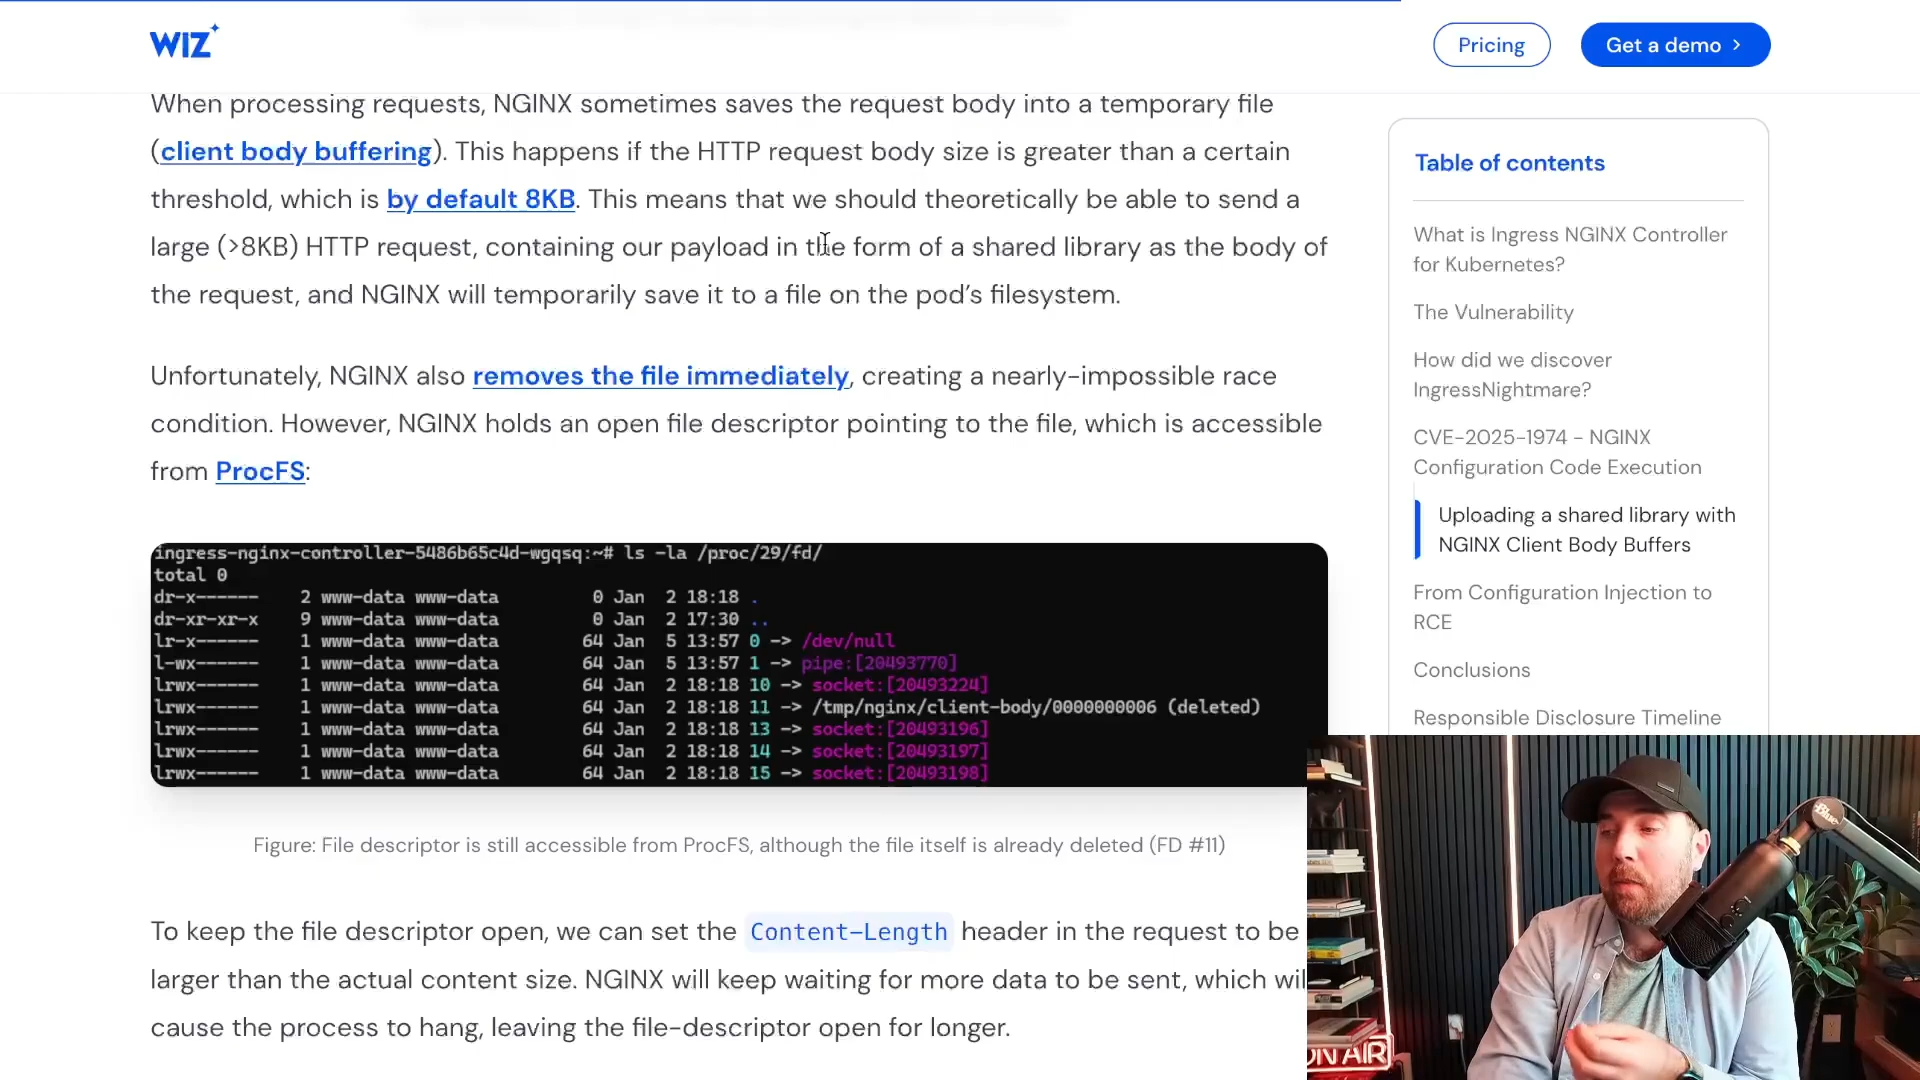 WIZ
Pricing
Get a demo
When processing requests, NGINX sometimes saves the request body into a temporary file
(client body buffering). This happens if the HTTP request body size is greater than a certain
threshold, which is by default 8KB. This means that we should theoretically be able to send a
large (>8KB) HTTP request, containing our payload in the form of a shared library as the body of
the request, and NGINX will temporarily save it to a file on the pod’s filesystem.
Unfortunately, NGINX also removes the file immediately, creating a nearly-impossible race
condition. However, NGINX holds an open file descriptor pointing to the file, which is accessible
from ProcFS:
ingress-nginx-controller-5486b65c4d-wgqsq:~# ls -la /proc/29/fd/
total 0
dr-x------ 2 www-data www-data 0 Jan 2 18:18 .
dr-xr-xr-x 9 www-data www-data 0 Jan 2 17:30 ..
lr-x------ 1 www-data www-data 64 Jan 5 13:57 0 -> /dev/null
l-wx------ 1 www-data www-data 64 Jan 5 13:57 1 -> pipe:[20493770]
lrwx------ 1 www-data www-data 64 Jan 2 18:18 10 -> socket:[20493224]
lrwx------ 1 www-data www-data 64 Jan 2 18:18 11 -> /tmp/nginx/client-body/0000000006 (deleted)
lrwx------ 1 www-data www-data 64 Jan 2 18:18 13 -> socket:[20493196]
lrwx------ 1 www-data www-data 64 Jan 2 18:18 14 -> socket:[20493197]
lrwx------ 1 www-data www-data 64 Jan 2 18:18 15 -> socket:[20493198]
Figure: File descriptor is still accessible from ProcFS, although the file itself is already deleted (FD #11)
To keep the file descriptor open, we can set the Content-Length header in the request to be
larger than the actual content size. NGINX will keep waiting for more data to be sent, which wil
cause the process to hang, leaving the file-descriptor open for longer.
Table of contents
What is Ingress NGINX Controller
for Kubernetes?
The Vulnerability
How did we discover
IngressNightmare?
CVE-2025-1974 - NGINX
Configuration Code Execution
Uploading a shared library with
NGINX Client Body Buffers
From Configuration Injection to
RCE
Conclusions
Responsible Disclosure Timeline
Blue
ON AIR